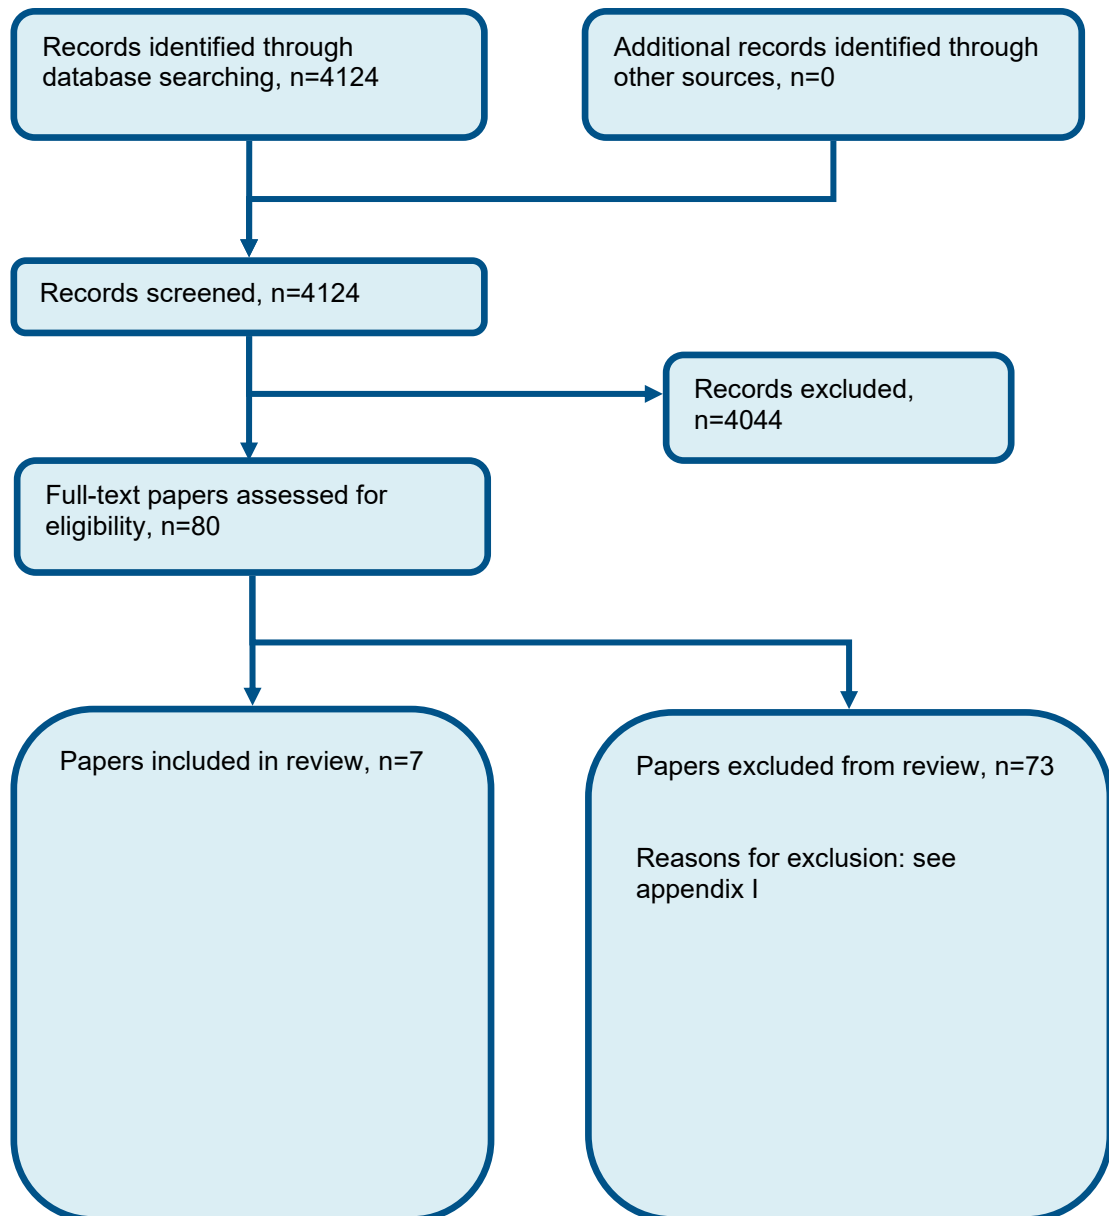 Records identified through
database searching, n=4124
Additional records identified through
other sources, n=0
Records screened, n=4124
Records excluded,
n=4044
Full-text papers assessed for
eligibility, n=80
Papers included in review, n=7
Papers excluded from review, n=73
Reasons for exclusion: see
appendix I